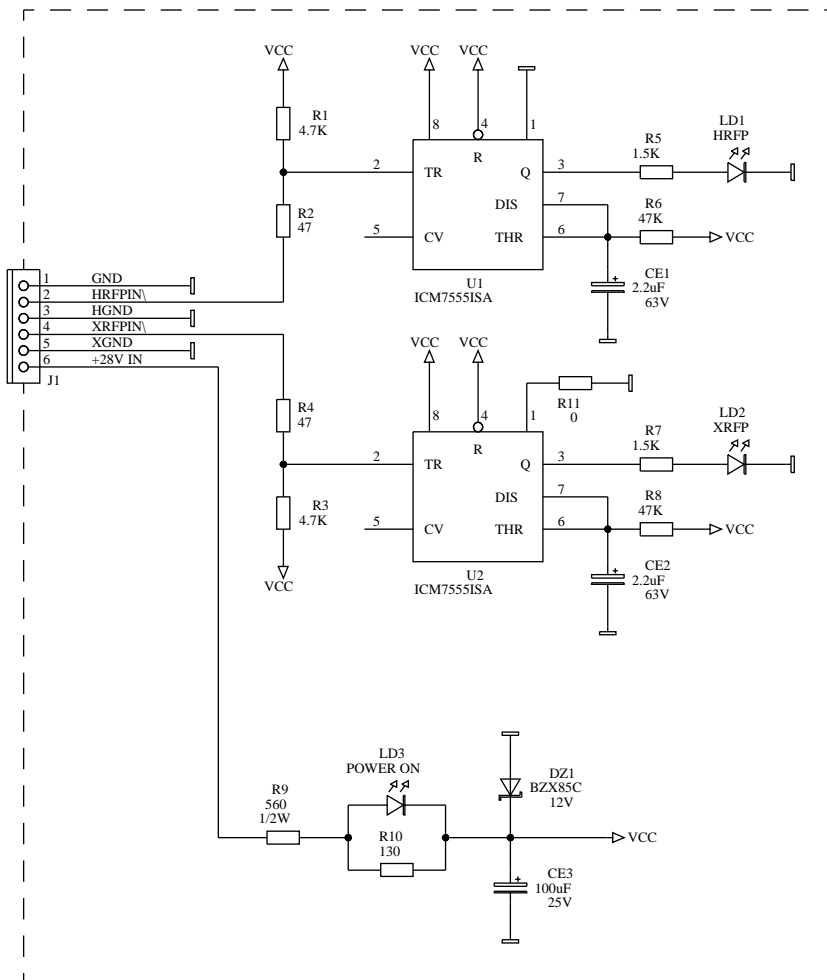 VCC
VCC
VCC
R1
4.7K
8
4
1
R
2
TR
Q
3
R5
1.5K
LD1
HRFP
DIS
7
R2
47
5
CV
THR
6
R6
47K
VCC
U1
ICM7555ISA
CE1
2.2uF
63V
+
1
GND
2
HRFPIN\
3
HGND
4
XRFPIN\
5
XGND
6
+28V IN
J1
VCC
VCC
R4
47
8
4
1
R11
0
R
2
TR
Q
3
R7
1.5K
LD2
XRFP
DIS
7
R3
4.7K
5
CV
THR
6
R8
47K
VCC
VCC
U2
ICM7555ISA
CE2
2.2uF
63V
+
LD3
POWER ON
DZ1
BZX85C
12V
R9
560
1/2W
R10
130
VCC
CE3
100uF
25V
+